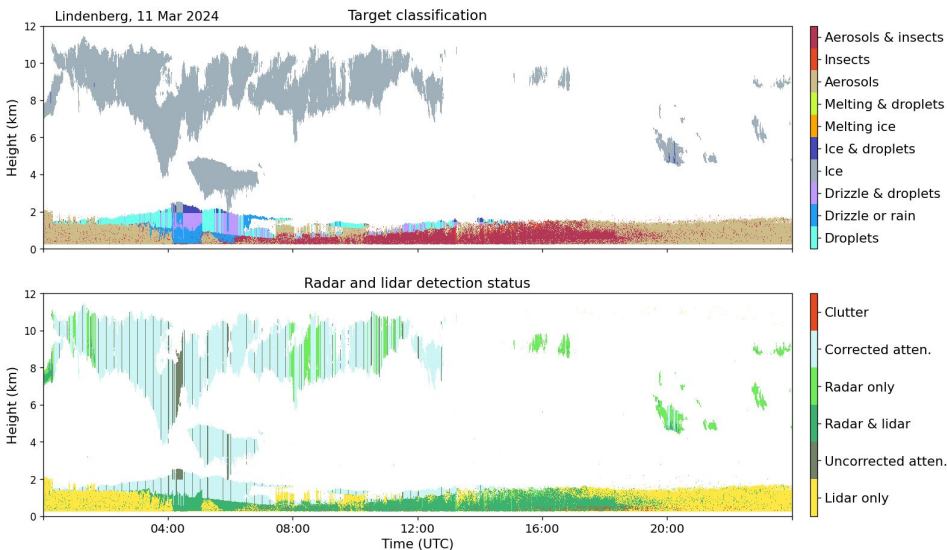 Lindenberg, 11 Mar 2024
Target classification
12
10
8
6
4
2
0
Height (km)
Aerosols & insects
Insects
Aerosols
Melting & droplets
Melting ice
Ice & droplets
Ice
Drizzle & droplets
Drizzle or rain
Droplets
Radar and lidar detection status
12
10
8
6
4
2
0
Height (km)
04:00
08:00
12:00
16:00
20:00
Time (UTC)
Clutter
Corrected atten.
Radar only
Radar & lidar
Uncorrected atten.
Lidar only